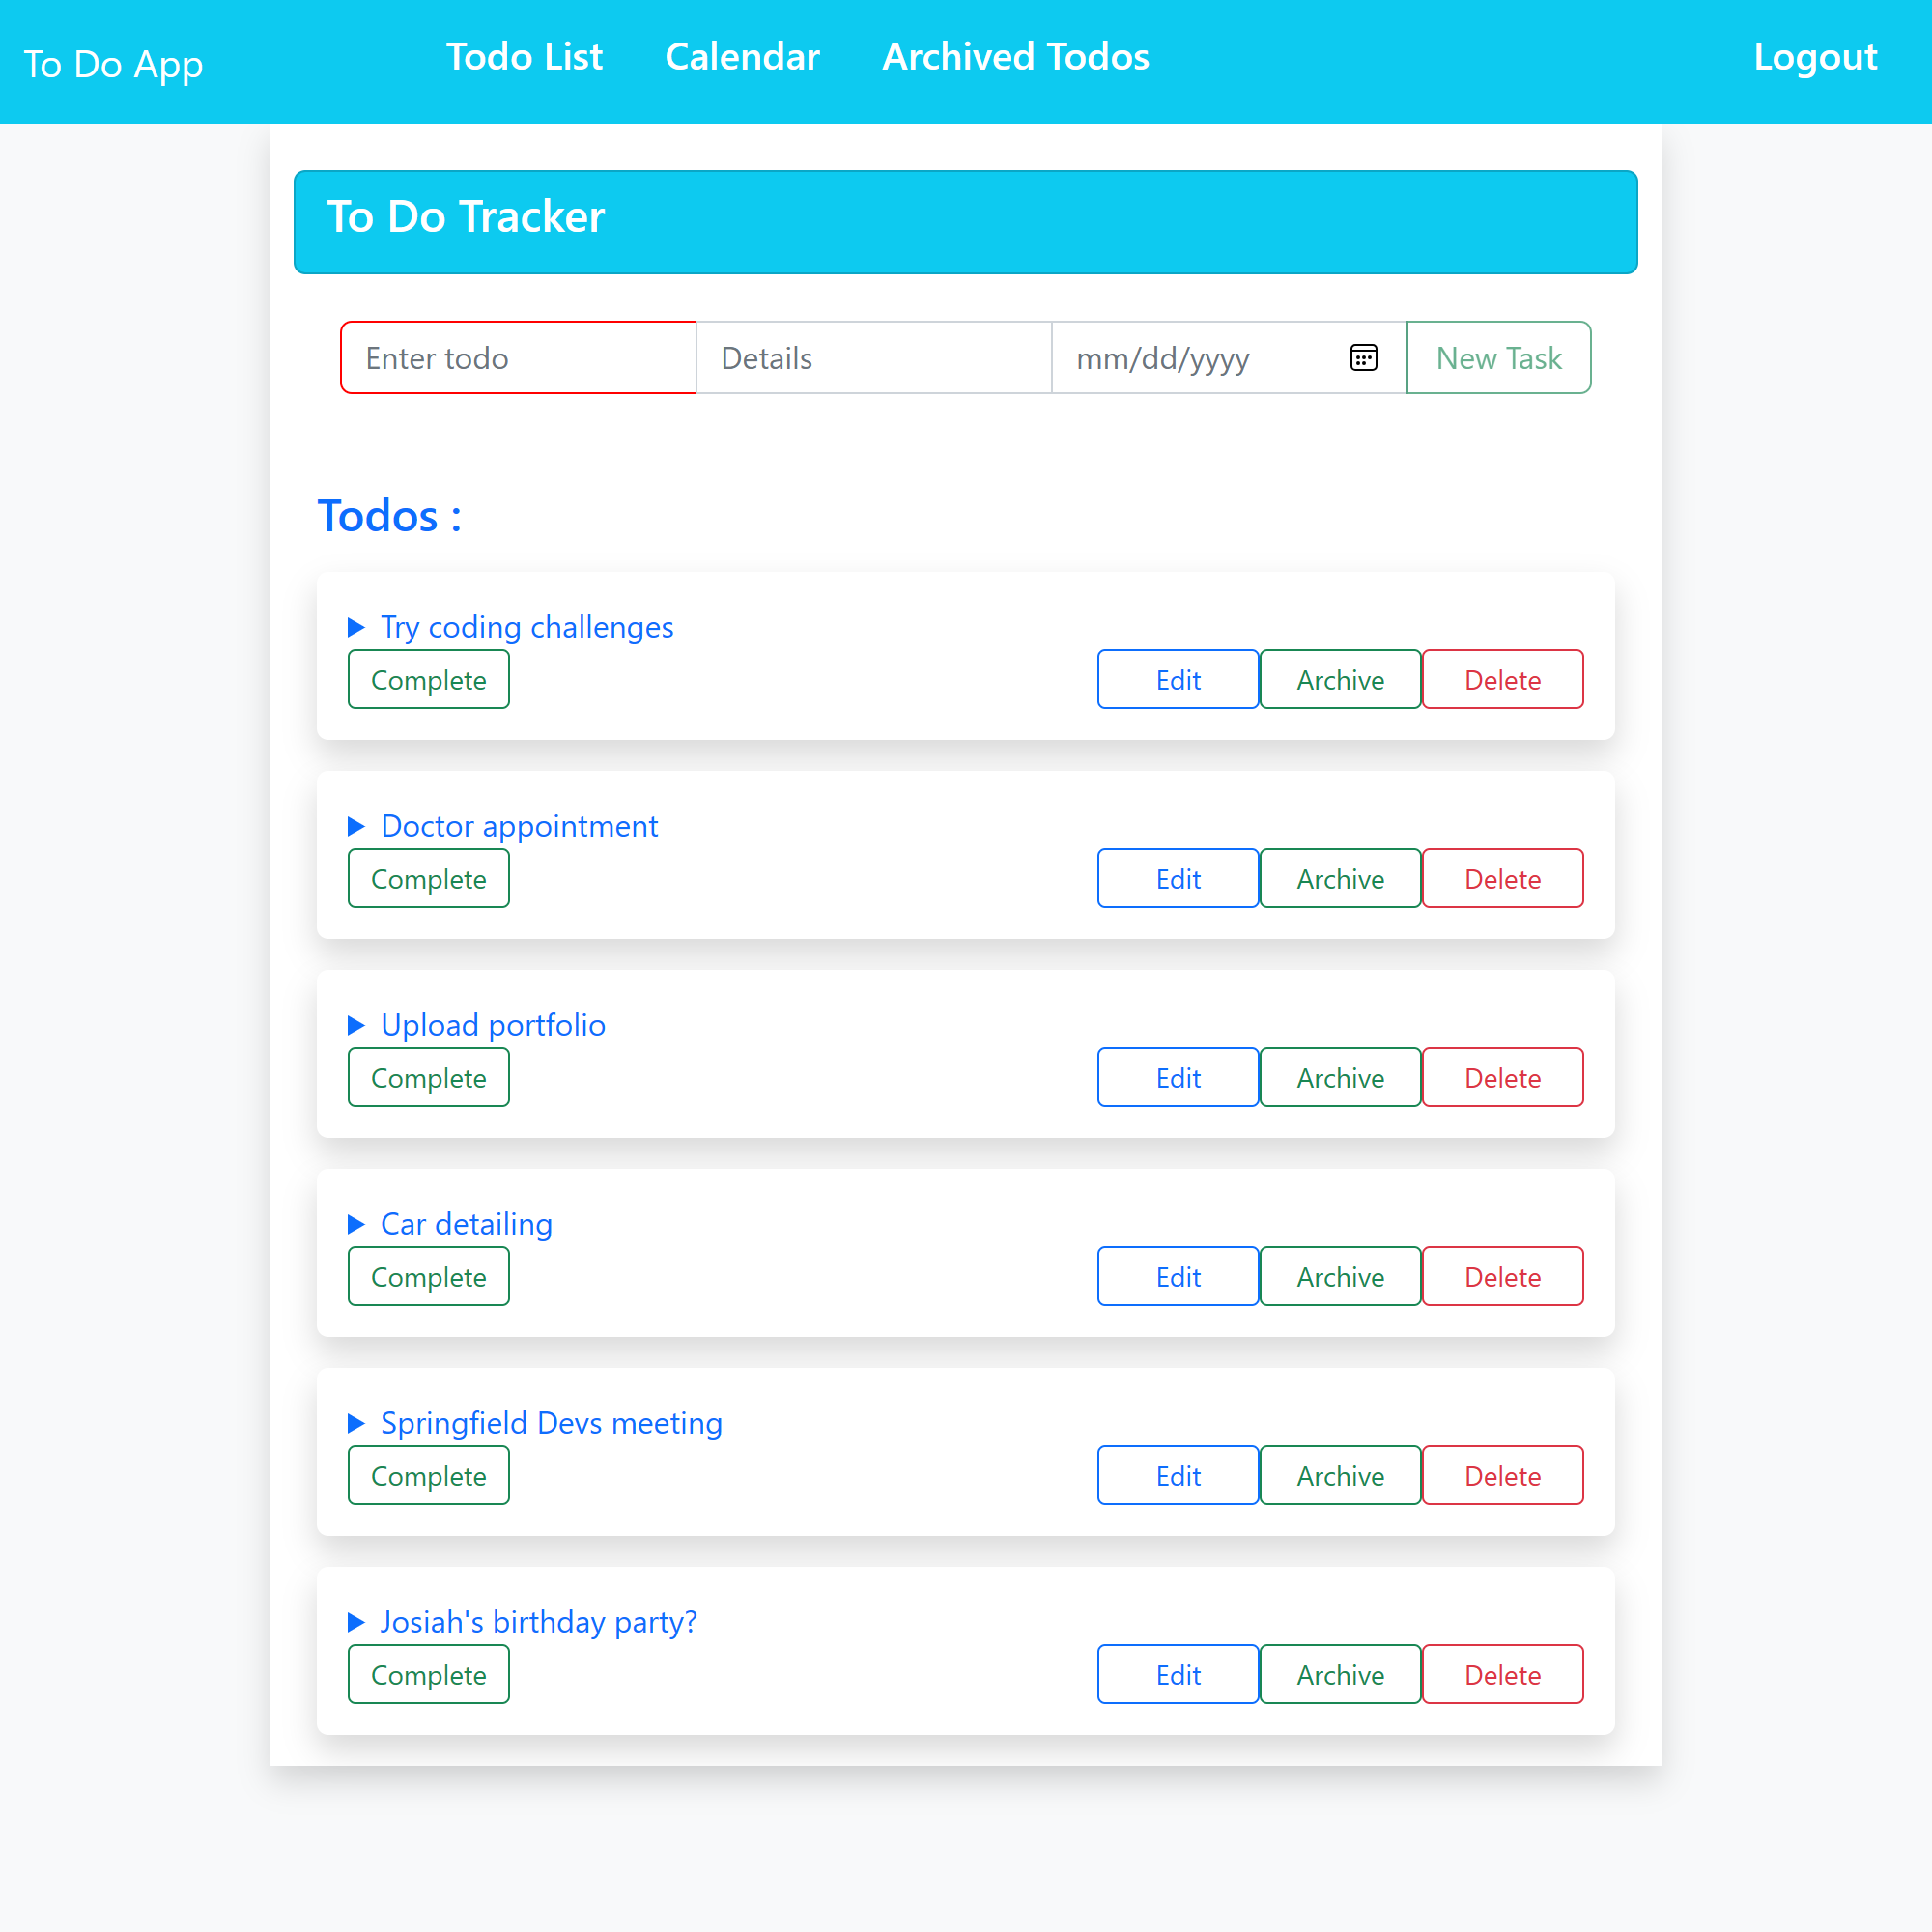 To Do App Todo List Calendar Archived Todos Logout
To Do Tracker
Enter todo Details mm/dd/yyyy New Task
Todos :
Try coding challenges
Complete Edit Archive Delete
Doctor appointment
Complete Edit Archive Delete
Upload portfolio
Complete Edit Archive Delete
Car detailing
Complete Edit Archive Delete
Springfield Devs meeting
Complete Edit Archive Delete
Josiah's birthday party?
Complete Edit Archive Delete